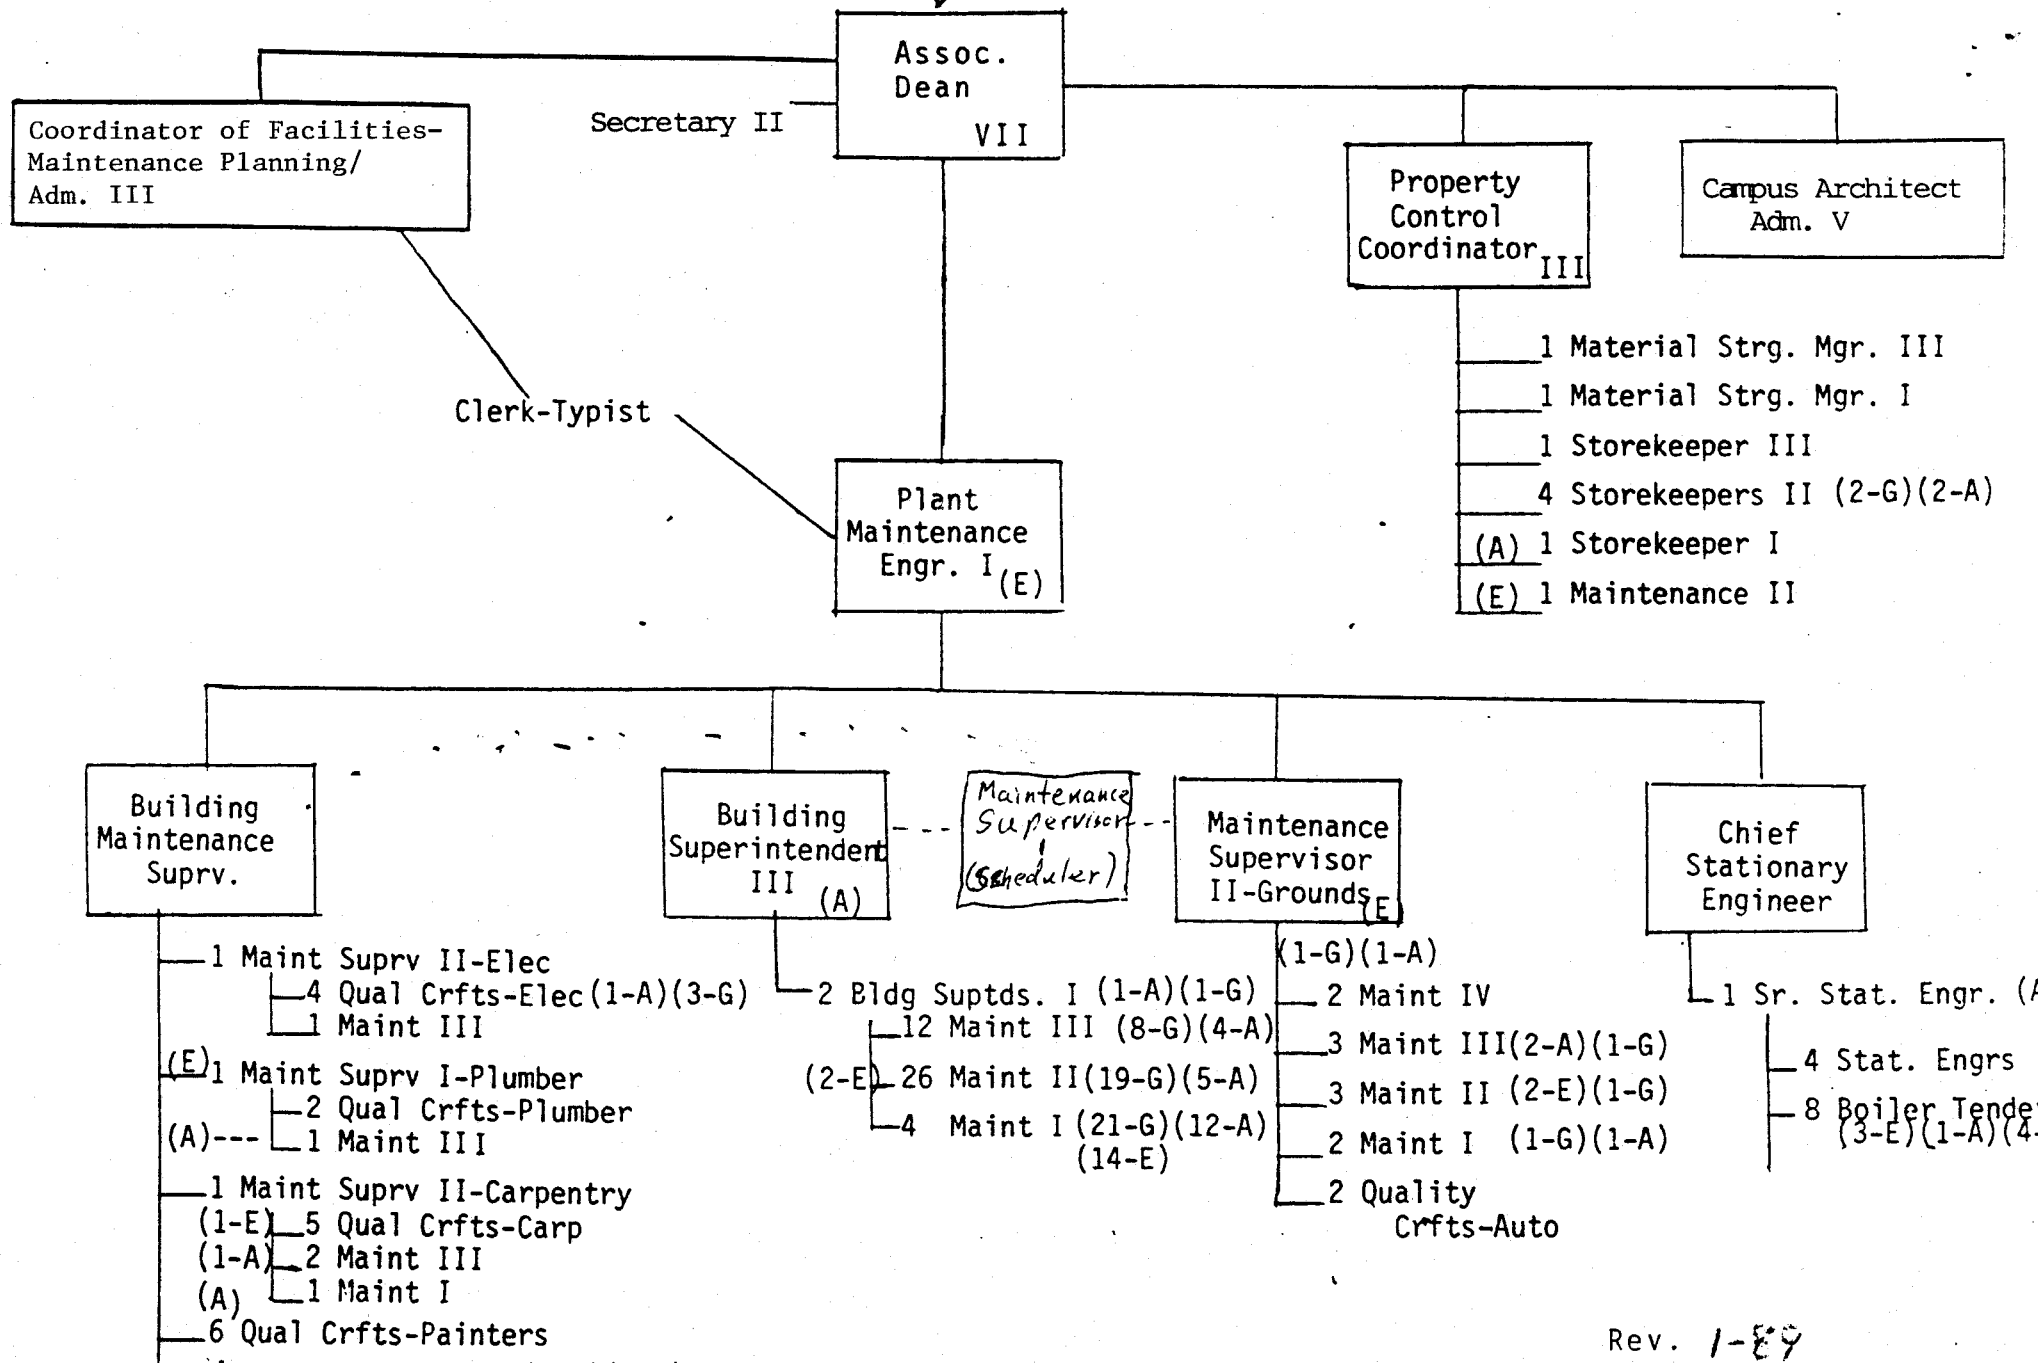 Assoc.
Dean
VII
Secretary II
Coordinator of Facilities-
Maintenance Planning/
Adm. III
Property
Control
Coordinator
III
Campus Architect
Adm. V
1 Material Strg. Mgr. III
1 Material Strg. Mgr. I
1 Storekeeper III
4 Storekeepers II (2-G)(2-A)
(A) 1 Storekeeper I
(E) 1 Maintenance II
Clerk-Typist
Plant
Maintenance
Engr. I
(E)
Building
Maintenance
Suprv.
1 Maint Suprv II-Elec
4 Qual Crfts-Elec(1-A)(3-G)
1 Maint III
(E) 1 Maint Suprv I-Plumber
2 Qual Crfts-Plumber
(A)--- 1 Maint III
1 Maint Suprv II-Carpentry
(1-E) 5 Qual Crfts-Carp
(1-A) 2 Maint III
(A) 1 Maint I
6 Qual Crfts-Painters
Building
Superintendent
III
(A)
2 Bldg Suptds. I (1-A)(1-G)
12 Maint III (8-G)(4-A)
(2-E) 26 Maint II(19-G)(5-A)
4 Maint I (21-G)(12-A)
(14-E)
Maintenance
Supervisor
I
(Scheduler)
Maintenance
Supervisor
II-Grounds
(E)
(1-G)(1-A)
2 Maint IV
3 Maint III(2-A)(1-G)
3 Maint II (2-E)(1-G)
2 Maint I (1-G)(1-A)
2 Quality
Crfts-Auto
Chief
Stationary
Engineer
1 Sr. Stat. Engr. (A
4 Stat. Engrs
8 Boiler Tende
(3-E)(1-A)(4-
Rev. 1-89